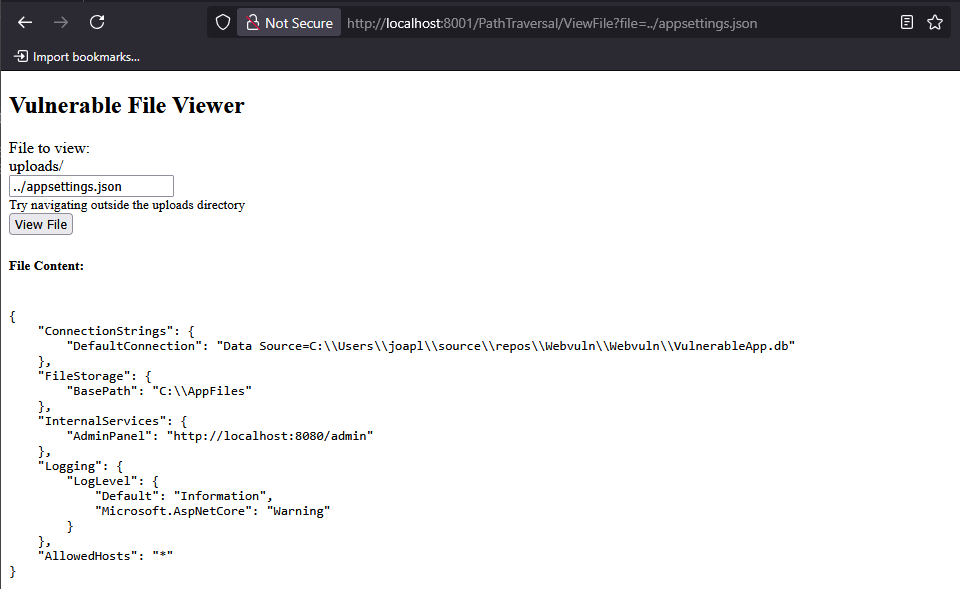 Not Secure http://localhost:8001/PathTraversal/ViewFile?file=../appsettings.json
Import bookmarks...
Vulnerable File Viewer
File to view:
uploads/
../appsettings.json
Try navigating outside the uploads directory
View File
File Content:
{
    "ConnectionStrings": {
        "DefaultConnection": "Data Source=C:\\Users\\joapl\\source\\repos\\Webvuln\\Webvuln\\VulnerableApp.db"
    },
    "FileStorage": {
        "BasePath": "C:\\AppFiles"
    },
    "InternalServices": {
        "AdminPanel": "http://localhost:8080/admin"
    },
    "Logging": {
        "LogLevel": {
            "Default": "Information",
            "Microsoft.AspNetCore": "Warning"
        }
    },
    "AllowedHosts": "*"
}